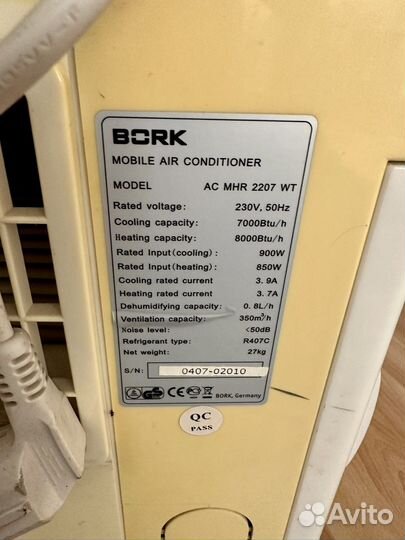 BORK
MOBILE AIR CONDITIONER
MODEL AC MHR 2207 WT
Rated voltage: 230V, 50Hz
Cooling capacity: 7000Btu/h
Heating capacity: 8000Btu/h
Rated Input(cooling) : 900W
Rated Input(heating) : 850W
Cooling rated current 3. 9A
Heating rated current 3. 7A
Dehumidifying capacity: 0. 8L/h
Ventilation capacity: 350m³/h
Noise level: <50dB
Refrigerant type: R407C
Net weight: 27kg
S/N: 0407-02010
CE BORK, Germany
QC
PASS
Avito